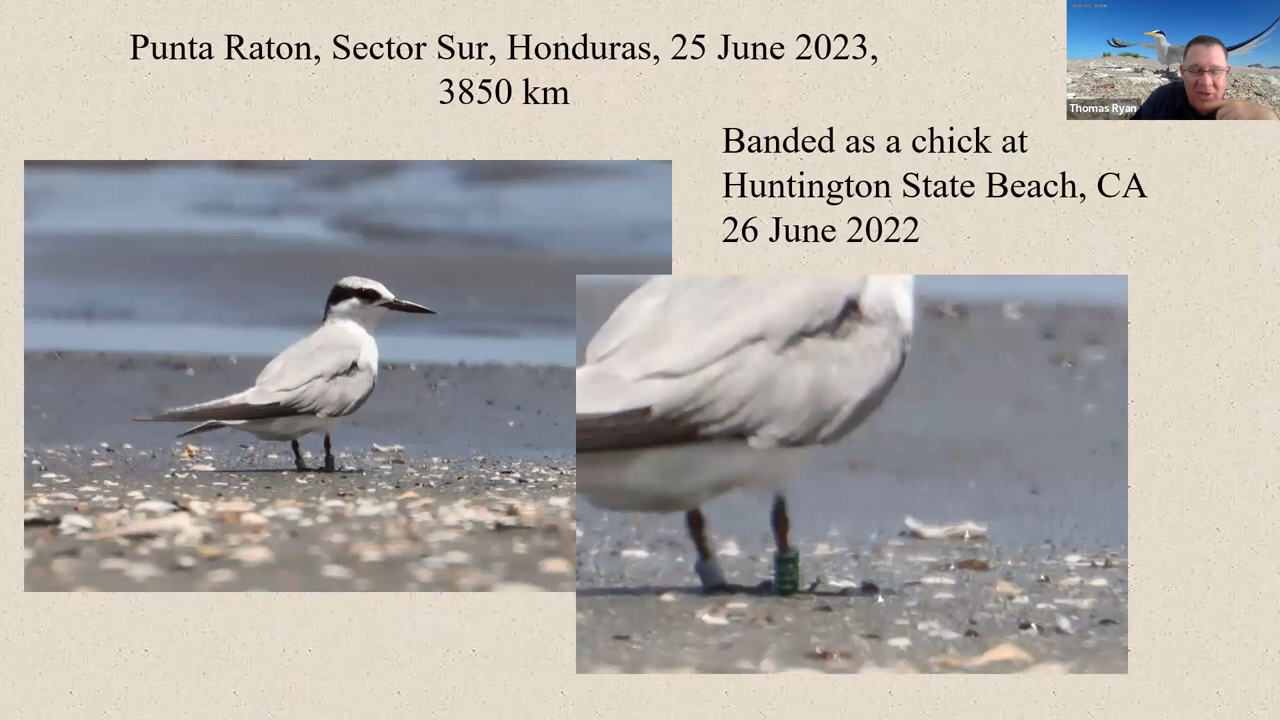 Punta Raton, Sector Sur, Honduras, 25 June 2023,
3850 km
Thomas Ryan
Banded as a chick at
Huntington State Beach, CA
26 June 2022